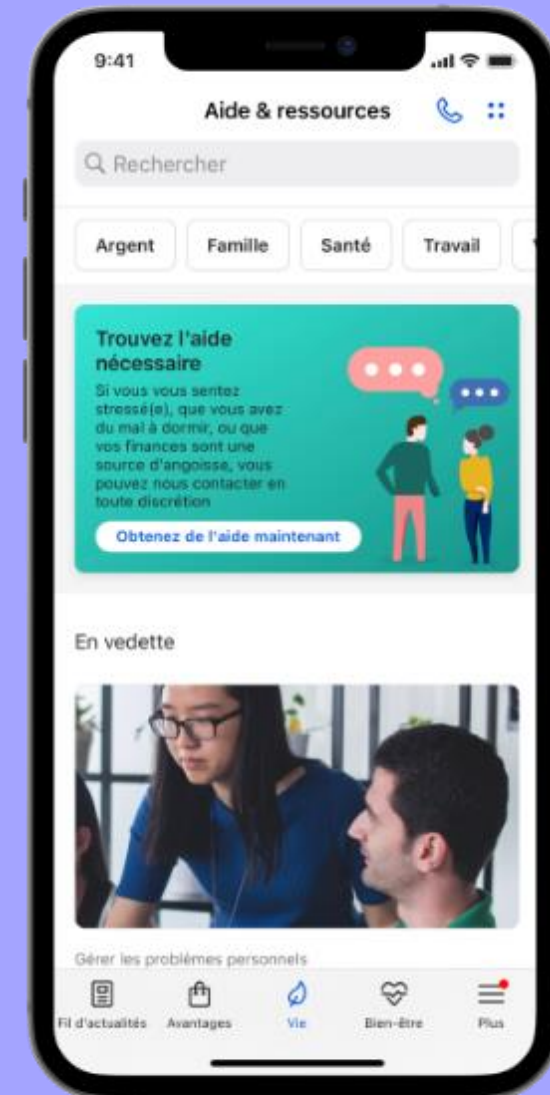 9:41
Aide & ressources
Rechercher
Argent
Famille
Santé
Travail
Trouvez l'aide
nécessaire
Si vous vous sentez
stressé(e), que vous avez
du mal à dormir, ou que
vos finances sont une
source d'angoisse, vous
pouvez nous contacter en
toute discrétion
Obtenez de l'aide maintenant
En vedette
Gérer les problèmes personnels
Fil d'actualités
Avantages
Vie
Bien-être
Plus